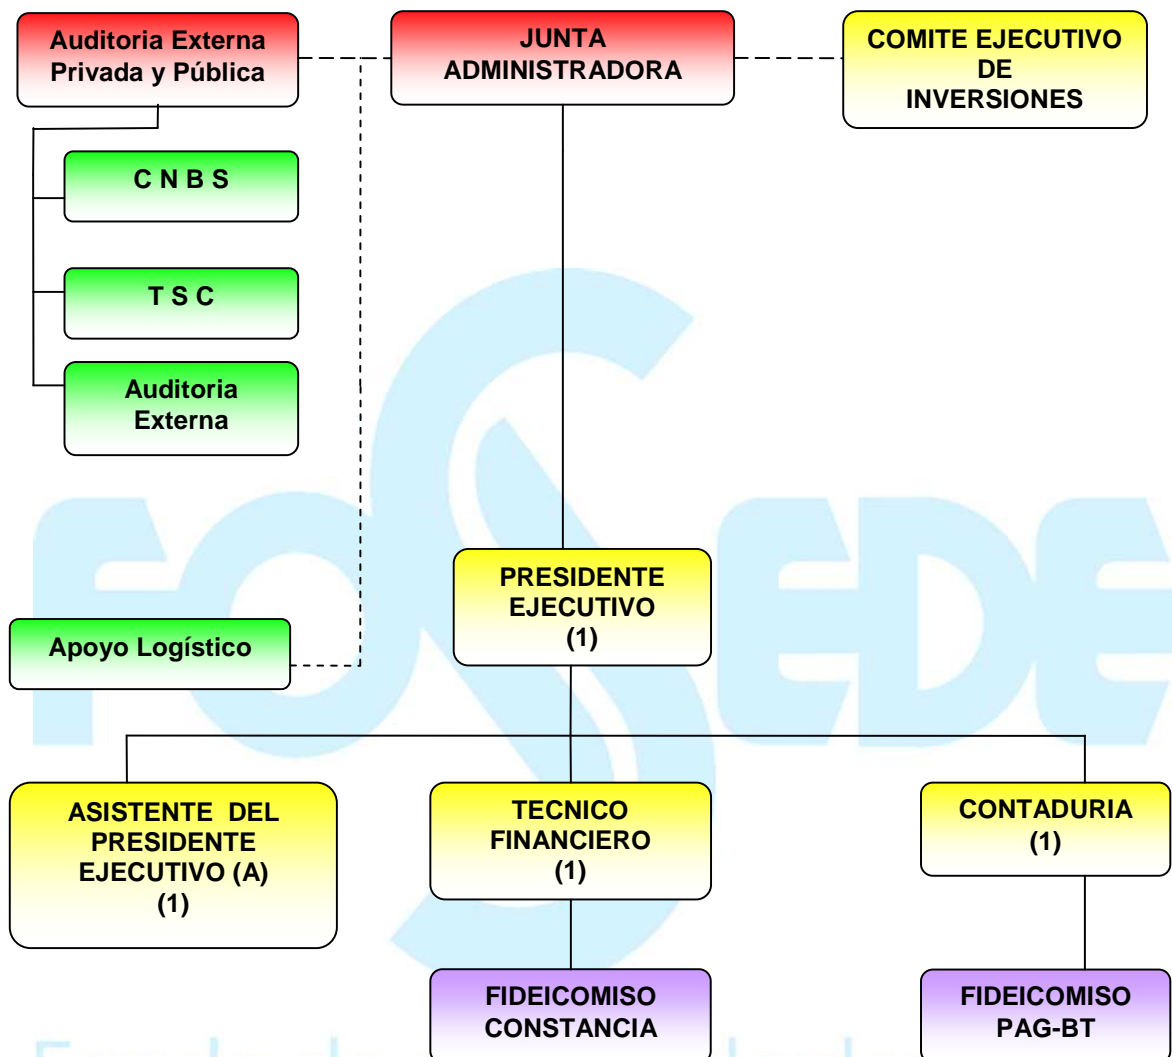 Auditoria Externa
Privada y Pública
JUNTA
ADMINISTRADORA
COMITE EJECUTIVO
DE
INVERSIONES
C N B S
T S C
Auditoria
Externa
PRESIDENTE
EJECUTIVO
(1)
Apoyo Logístico
FOSEDE
ASISTENTE DEL
PRESIDENTE
EJECUTIVO (A)
(1)
TECNICO
FINANCIERO
(1)
CONTADURIA
(1)
FIDEICOMISO
CONSTANCIA
FIDEICOMISO
PAG-BT